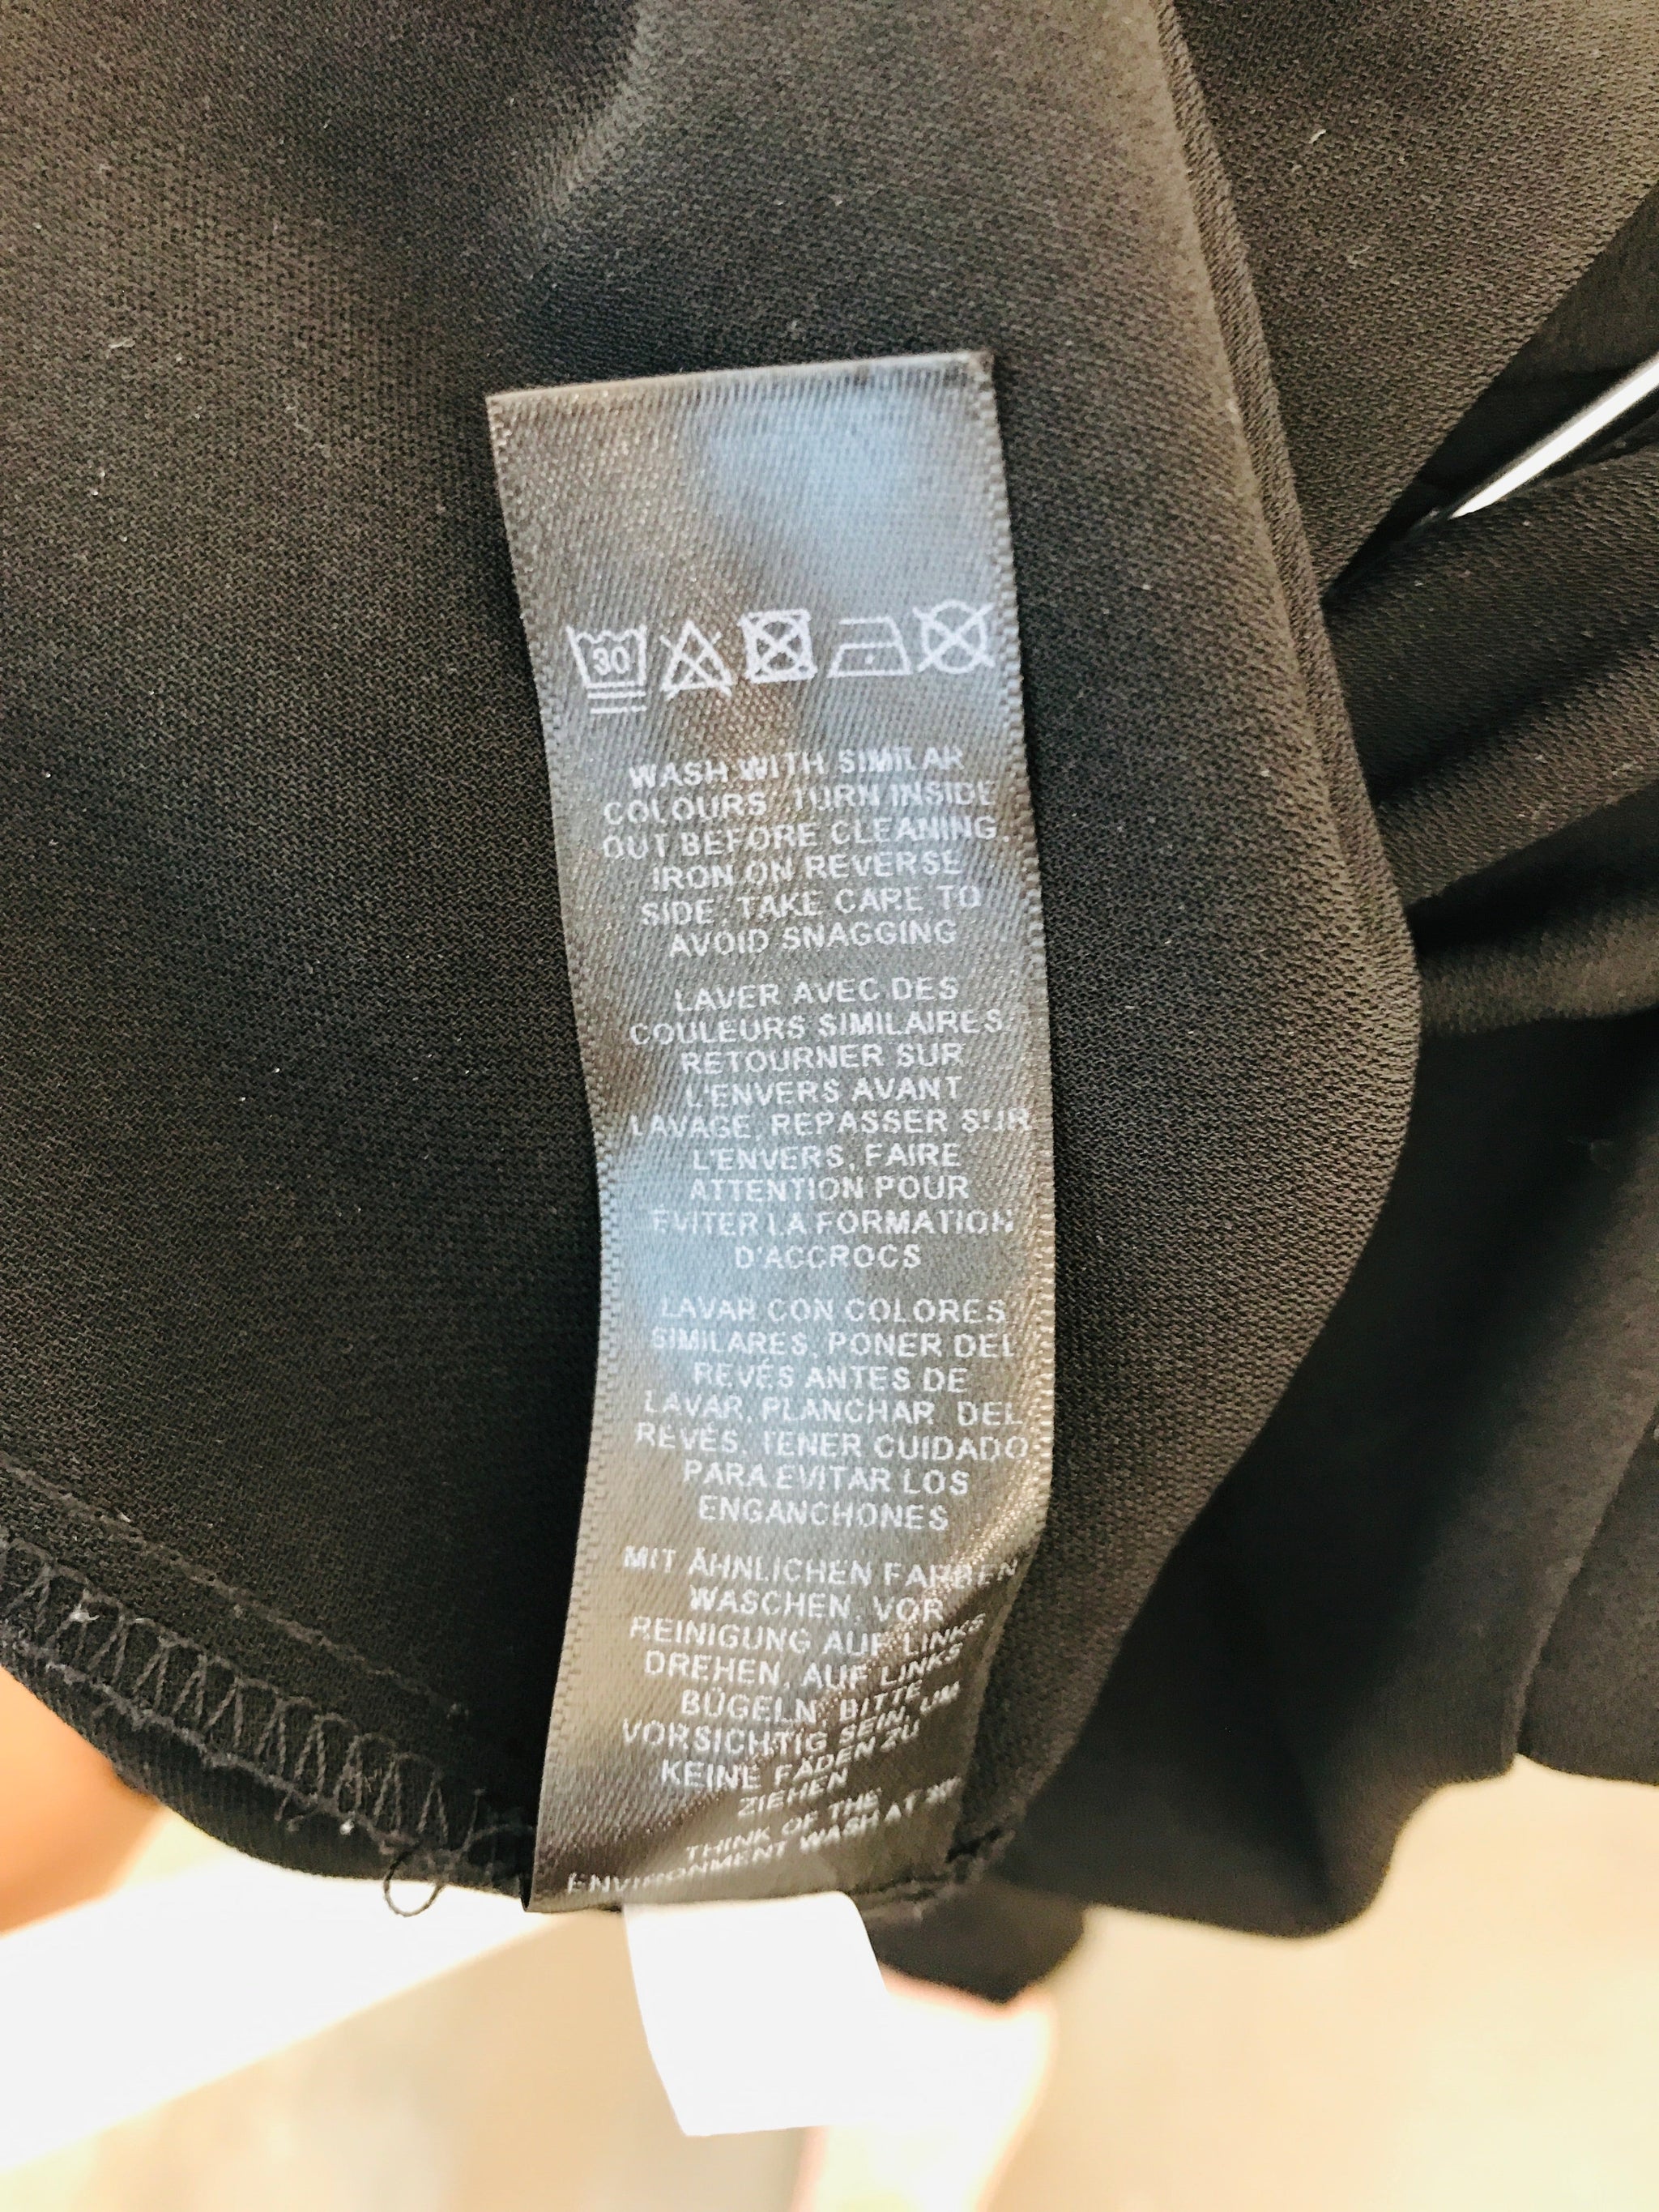 30
WASH WITH SIMILAR
COLOURS, TURN INSIDE
OUT BEFORE CLEANING,
IRON ON REVERSE
SIDE, TAKE CARE TO
AVOID SNAGGING
LAVER AVEC DES
COULEURS SIMILAIRES,
RETOURNER SUR
L'ENVERS AVANT
LAVAGE, REPASSER SUR
L'ENVERS, FAIRE
ATTENTION POUR
EVITER LA FORMATION
D'ACCROCS
LAVAR CON COLORES
SIMILARES, PONER DEL
REVÉS ANTES DE
LAVAR, PLANCHAR DEL
REVÉS, TENER CUIDADO
PARA EVITAR LOS
ENGANCHONES
MIT ÄHNLICHEN FARBEN
WASCHEN, VOR
REINIGUNG AUF LINKS
DREHEN, AUF LINKS
BÜGELN, BITTE
VORSICHTIG SEIN, UM
KEINE FÄDEN ZU
ZIEHEN
THINK OF THE
ENVIRONMENT WASH AT